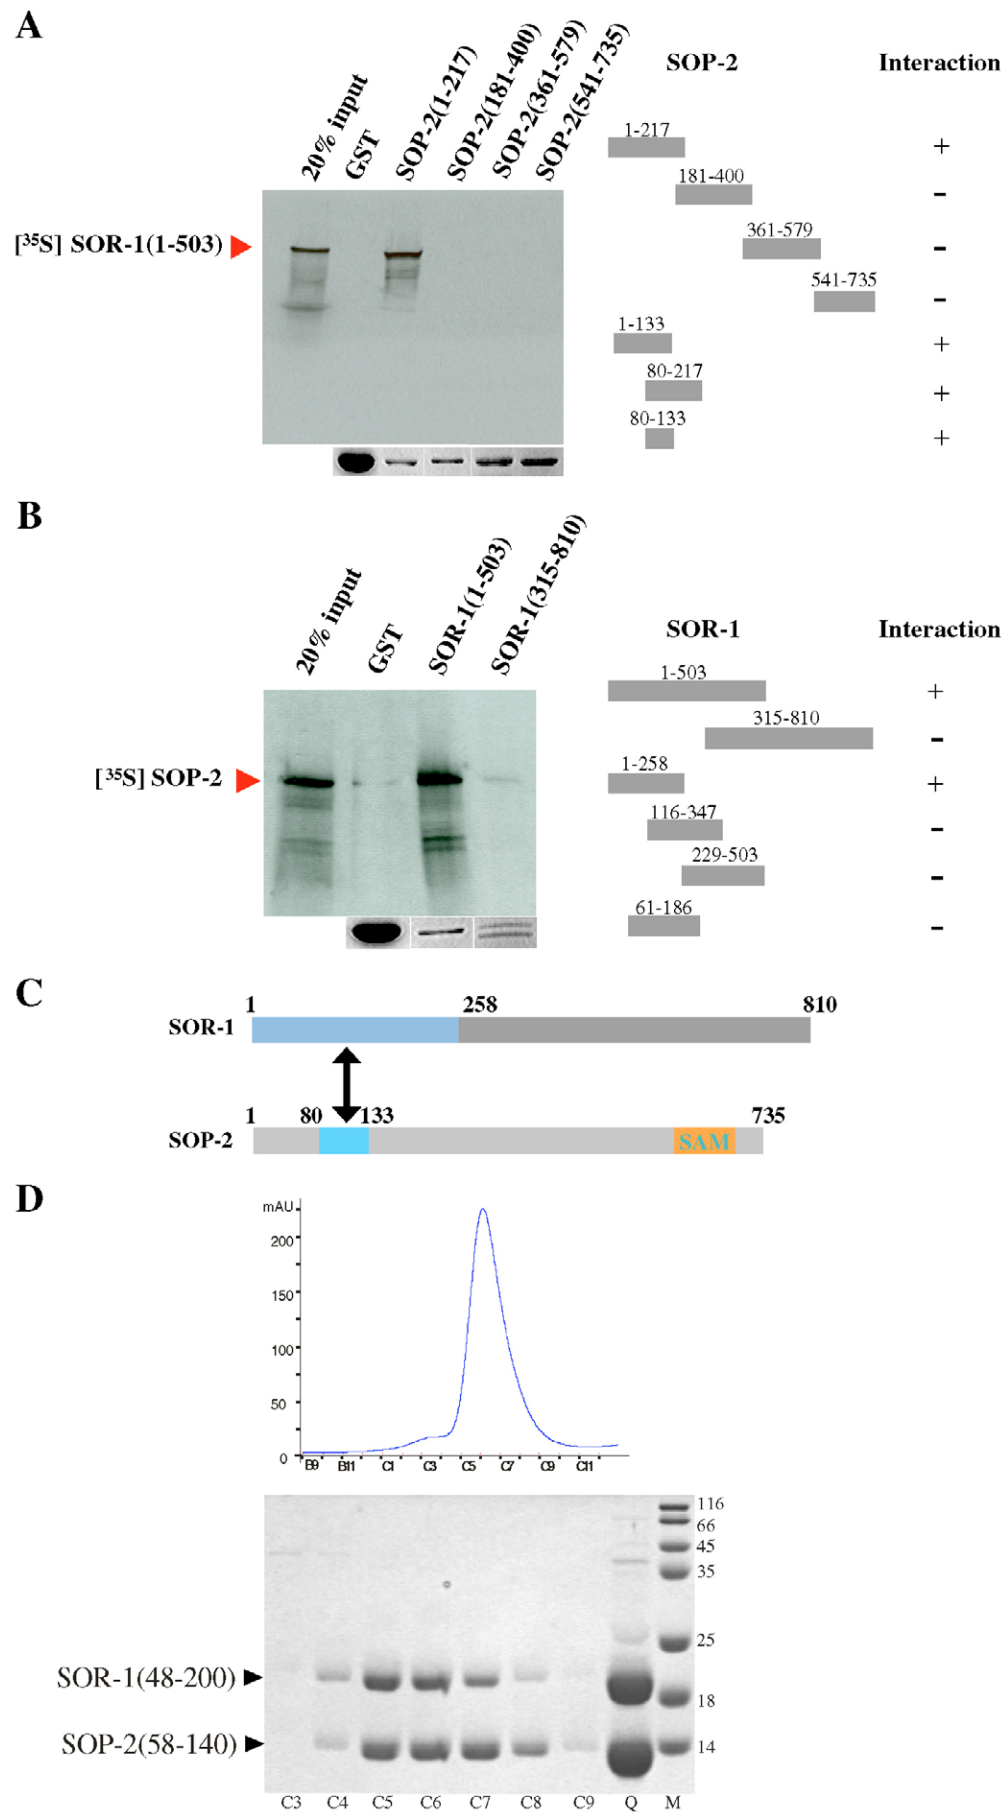 A
20% input
GST
SOP-2(1-217)
SOP-2(181-400)
SOP-2(361-579)
SOP-2(541-735)
SOP-2
Interaction
[³⁵S] SOR-1(1-503)
1-217
+
181-400
-
361-579
-
541-735
-
1-133
+
80-217
+
80-133
+
B
20% input
GST
SOR-1(1-503)
SOR-1(315-810)
SOR-1
Interaction
[³⁵S] SOP-2
1-503
+
315-810
-
1-258
+
116-347
-
229-503
-
61-186
-
C
1 258 810
SOR-1
1 80 133 735
SOP-2 SAM
D
mAU
200
150
100
50
0
B9 B11 C1 C3 C5 C7 C9 C11
116
66
45
35
25
SOR-1(48-200)
18
SOP-2(58-140)
14
C3 C4 C5 C6 C7 C8 C9 Q M